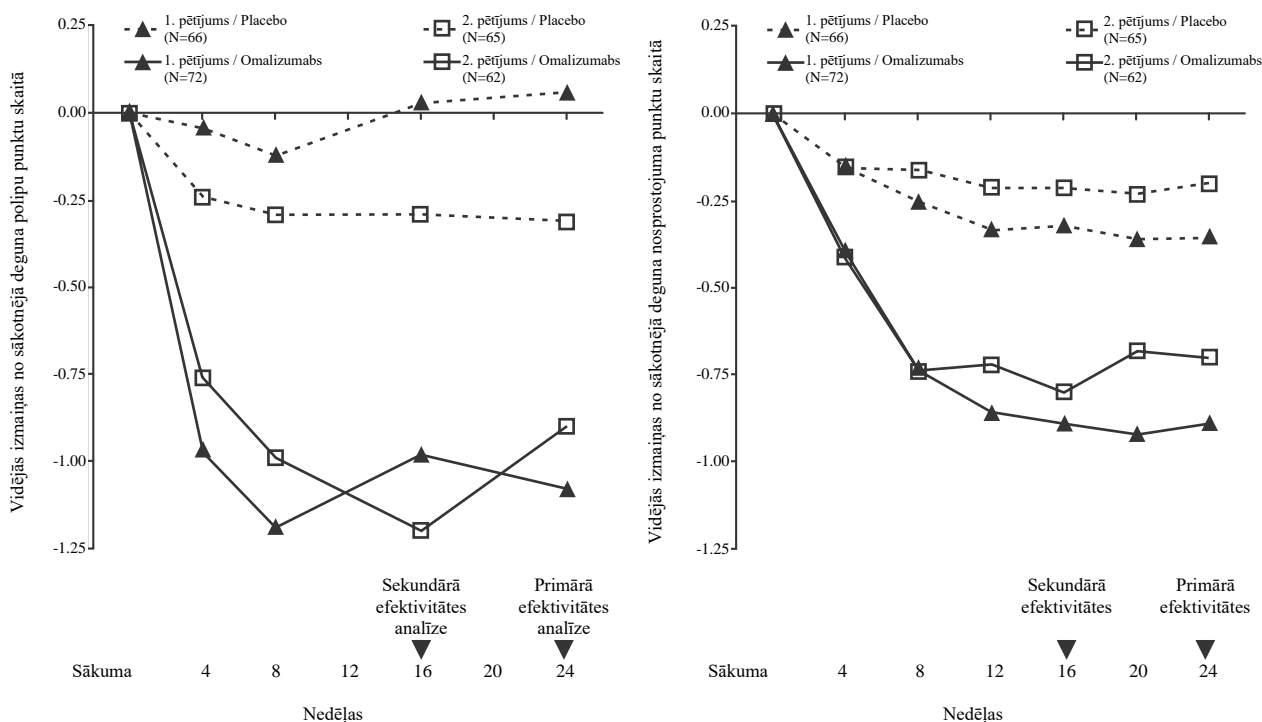 Vidējās izmaiņas no sākotnējā deguna polipu punktu skaitā
0.25
0.00
-0.25
-0.50
-0.75
-1.00
-1.25
1. pētījums / Placebo
(N=66)
1. pētījums / Omalizumabs
(N=72)
2. pētījums / Placebo
(N=65)
2. pētījums / Omalizumabs
(N=62)
Sekundārā
efektivitātes
analīze
Primārā
efektivitātes
analīze
Sākuma 4 8 12 16 20 24
Nedēļas
Vidējās izmaiņas no sākotnējā deguna nosprostojuma punktu skaitā
0.25
0.00
-0.25
-0.50
-0.75
-1.00
-1.25
1. pētījums / Placebo
(N=66)
1. pētījums / Omalizumabs
(N=72)
2. pētījums / Placebo
(N=65)
2. pētījums / Omalizumabs
(N=62)
Sekundārā
efektivitātes
Primārā
efektivitātes
Sākuma 4 8 12 16 20 24
Nedēļas